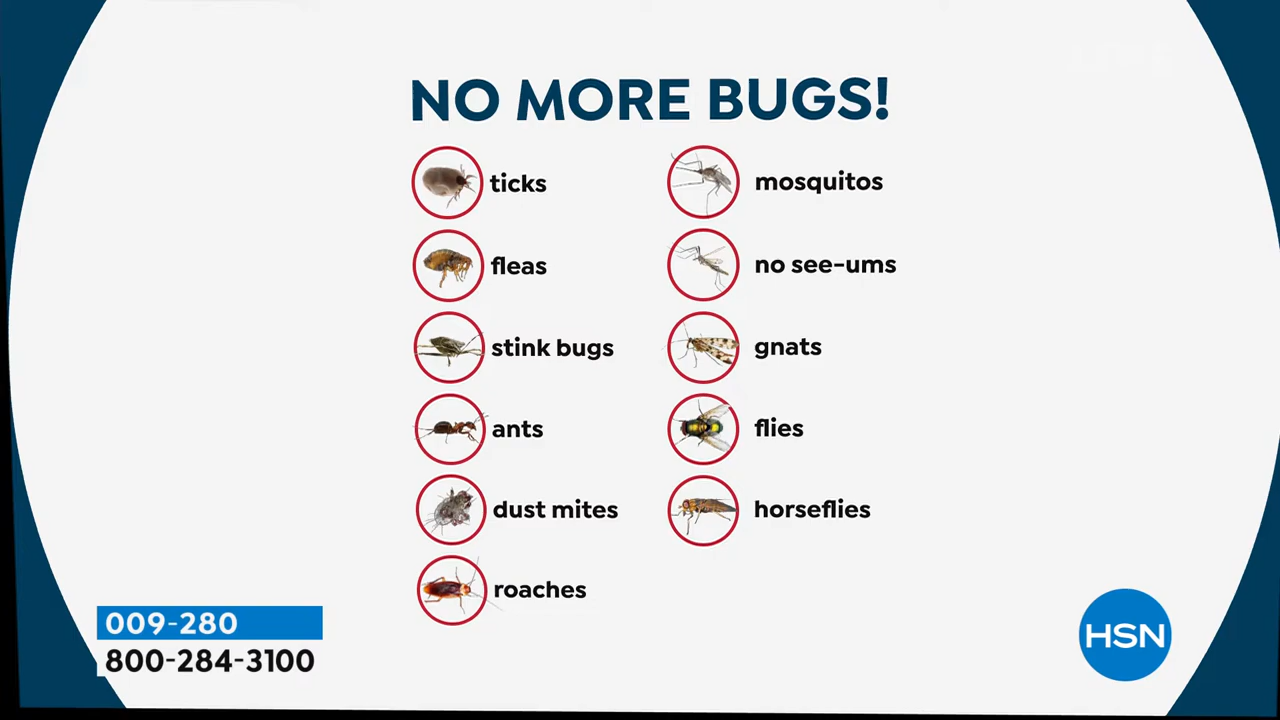 NO MORE BUGS!
ticks
fleas
stink bugs
ants
dust mites
roaches
mosquitos
no see-ums
gnats
flies
horseflies
009-280
800-284-3100
HSN